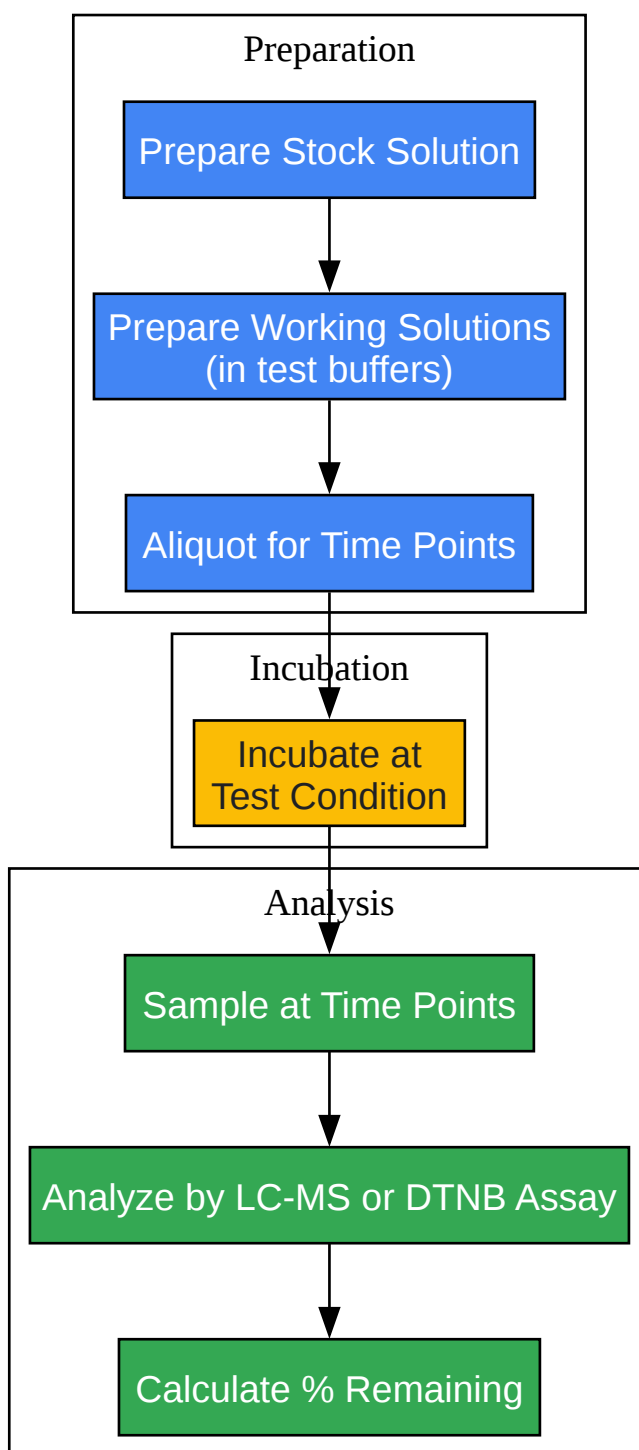 Preparation
Prepare Stock Solution
Prepare Working Solutions
(in test buffers)
Aliquot for Time Points
Incubation
Incubate at
Test Condition
Analysis
Sample at Time Points
Analyze by LC-MS or DTNB Assay
Calculate % Remaining